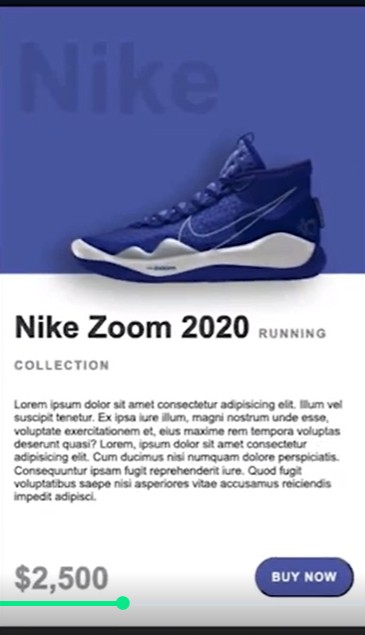 Nike
Nike Zoom 2020 RUNNING
COLLECTION
Lorem ipsum dolor sit amet consectetur adipisicing elit. Illum vel
suscipit tenetur. Ex ipsa iure illum, magni nostrum unde esse,
voluptate exercitationem et, eius maxime rem tempora voluptas
deserunt quasi? Lorem, ipsum dolor sit amet consectetur
adipisicing elit. Cum ducimus nisi numquam dolore perspiciatis.
Consequuntur ipsam fugit reprehenderit iure. Quod fugit
voluptatibus saepe nisi asperiores vitae accusamus reiciendis
impedit adipisci.
$2,500
BUY NOW